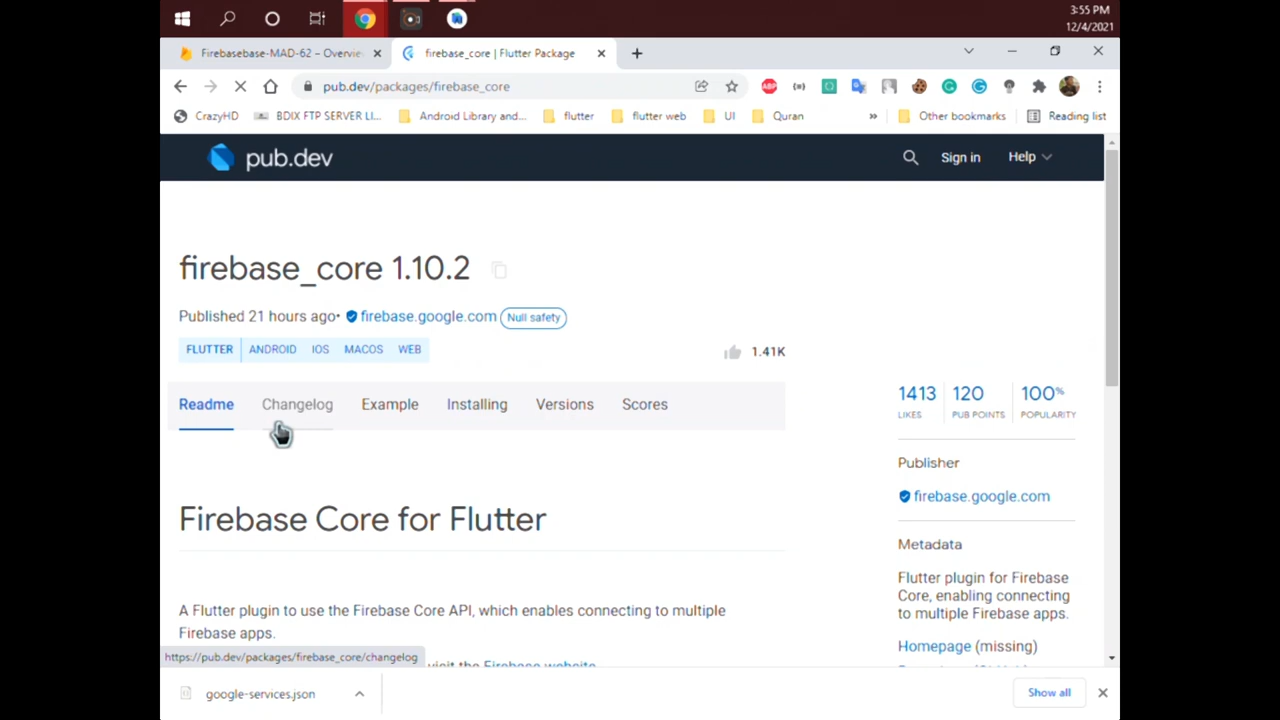 3:55 PM
12/4/2021
Firebasebase-MAD-62 – Overvie
firebase_core | Flutter Package
pub.dev/packages/firebase_core
CrazyHD
BDIX FTP SERVER LI...
Android Library and...
flutter
flutter web
UI
Quran
»
Other bookmarks
Reading list
pub.dev
Sign in
Help
firebase_core 1.10.2
Published 21 hours ago• firebase.google.com Null safety
FLUTTER ANDROID IOS MACOS WEB
1.41K
Readme Changelog Example Installing Versions Scores
1413 120 100%
LIKES PUB POINTS POPULARITY
Publisher
firebase.google.com
Firebase Core for Flutter
Metadata
Flutter plugin for Firebase
Core, enabling connecting
to multiple Firebase apps.
Homepage (missing)
A Flutter plugin to use the Firebase Core API, which enables connecting to multiple
Firebase apps.
https://pub.dev/packages/firebase_core/changelog
visit the Firebase website
google-services.json
Show all